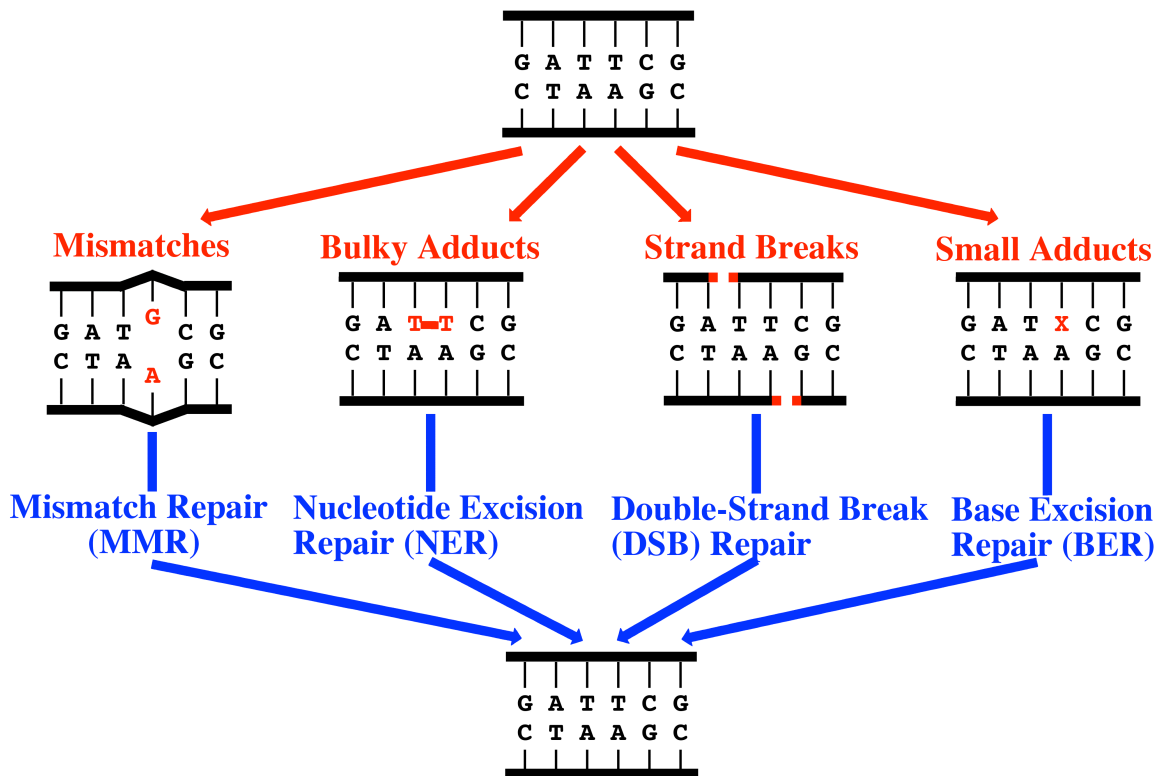 G A T T C G
C T A A G C
Mismatches
G A T G C G
C T A A G C
Bulky Adducts
G A T T C G
C T A A G C
Strand Breaks
G A T T C G
C T A A G C
Small Adducts
G A T X C G
C T A A G C
Mismatch Repair
(MMR)
Nucleotide Excision
Repair (NER)
Double-Strand Break
(DSB) Repair
Base Excision
Repair (BER)
G A T T C G
C T A A G C